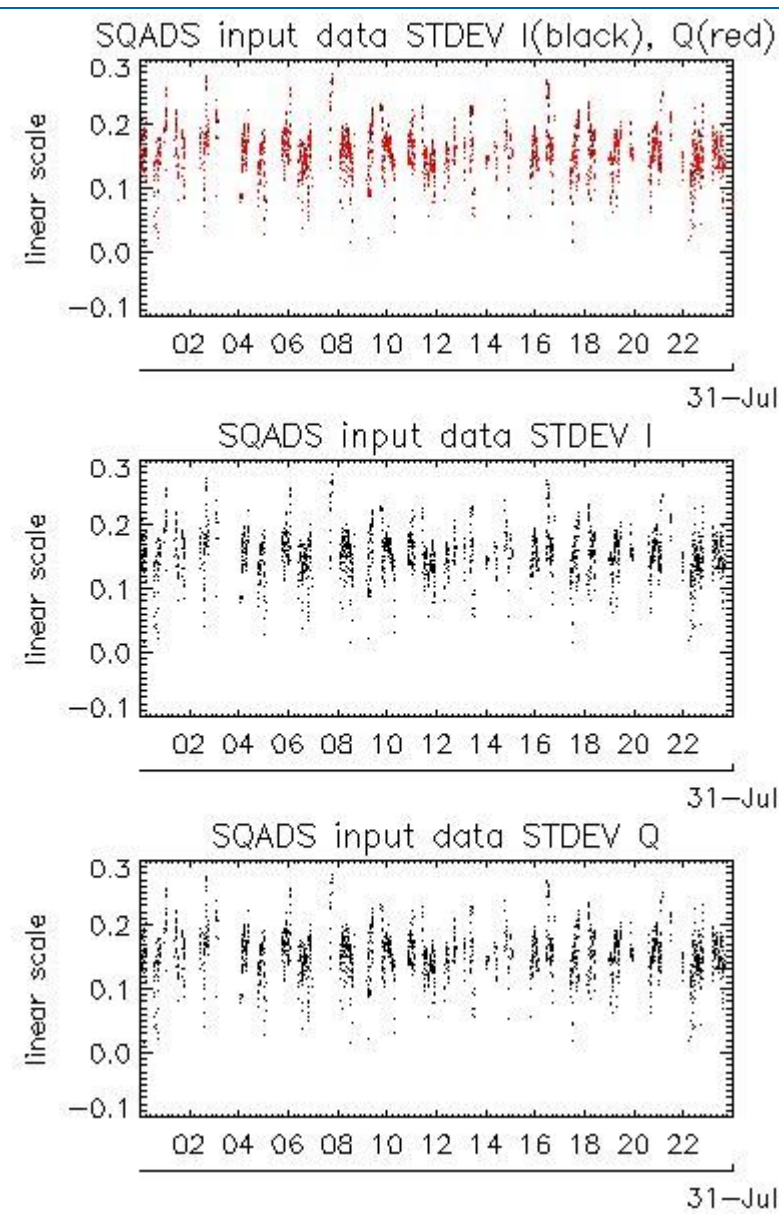 SQADS input data STDEV I(black), Q(red)
0.3
0.2
0.1
0.0
-0.1
linear scale
02 04 06 08 10 12 14 16 18 20 22
31-Jul
SQADS input data STDEV I
0.3
0.2
0.1
0.0
-0.1
linear scale
02 04 06 08 10 12 14 16 18 20 22
31-Jul
SQADS input data STDEV Q
0.3
0.2
0.1
0.0
-0.1
linear scale
02 04 06 08 10 12 14 16 18 20 22
31-Jul